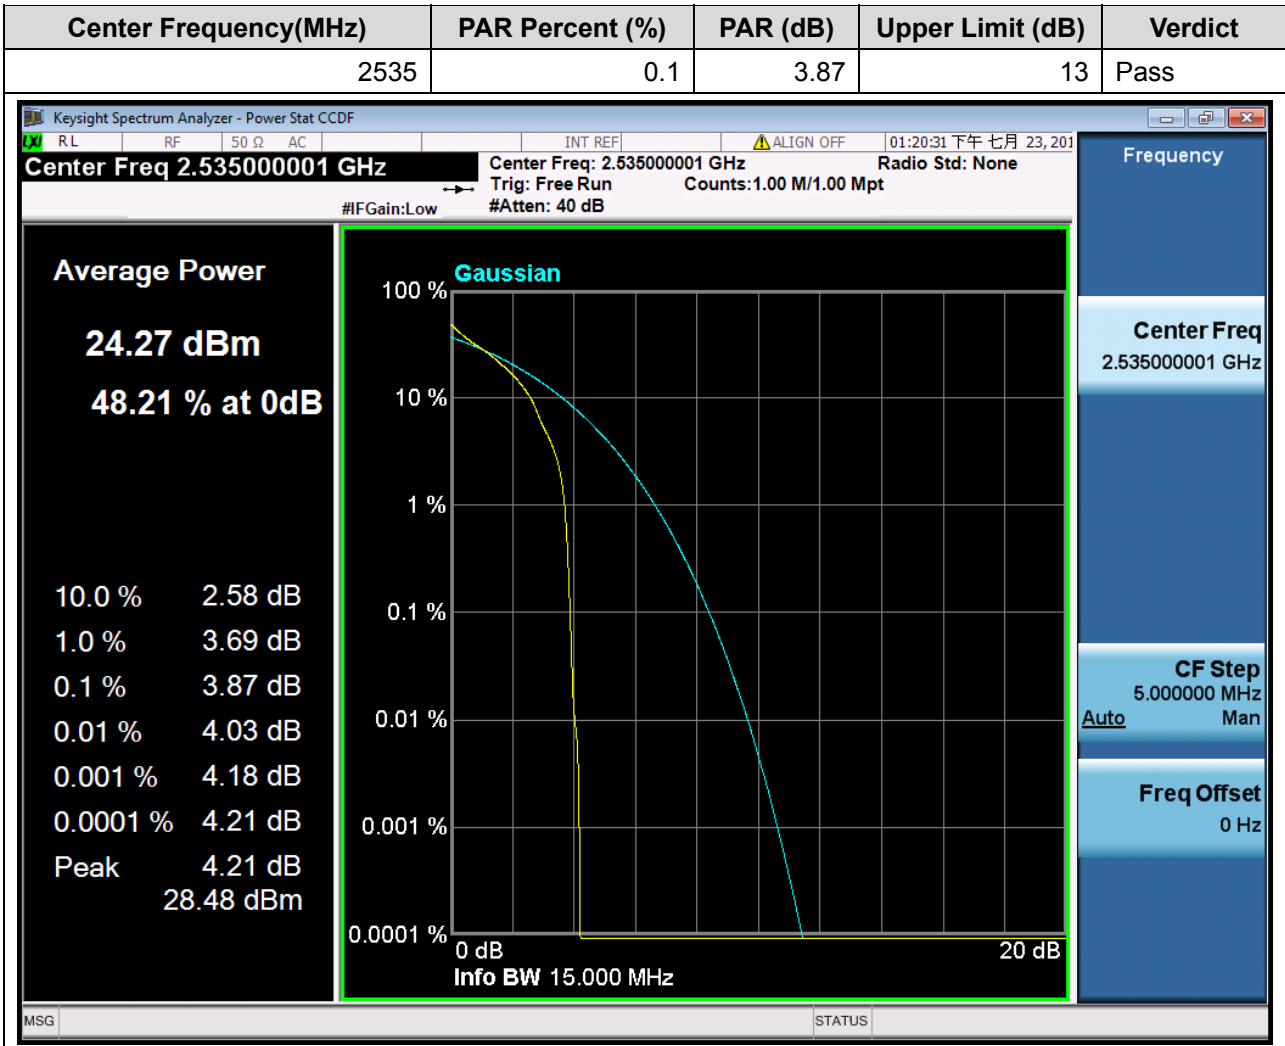 Center Frequency(MHz) PAR Percent (%) PAR (dB) Upper Limit (dB) Verdict
2535 0.1 3.87 13 Pass
Keysight Spectrum Analyzer - Power Stat CCDF
LXI RL RF 50 Ω AC INT REF ALIGN OFF 01:20:31 下午 七月 23, 201
Center Freq 2.535000001 GHz
Center Freq: 2.535000001 GHz Radio Std: None
Trig: Free Run Counts:1.00 M/1.00 Mpt
#IFGain:Low #Atten: 40 dB
Average Power
24.27 dBm
48.21 % at 0dB
10.0 % 2.58 dB
1.0 % 3.69 dB
0.1 % 3.87 dB
0.01 % 4.03 dB
0.001 % 4.18 dB
0.0001 % 4.21 dB
Peak 4.21 dB
28.48 dBm
Gaussian
100 %
10 %
1 %
0.1 %
0.01 %
0.001 %
0.0001 %
0 dB 20 dB
Info BW 15.000 MHz
Frequency
Center Freq
2.535000001 GHz
CF Step
5.000000 MHz
Auto Man
Freq Offset
0 Hz
MSG STATUS